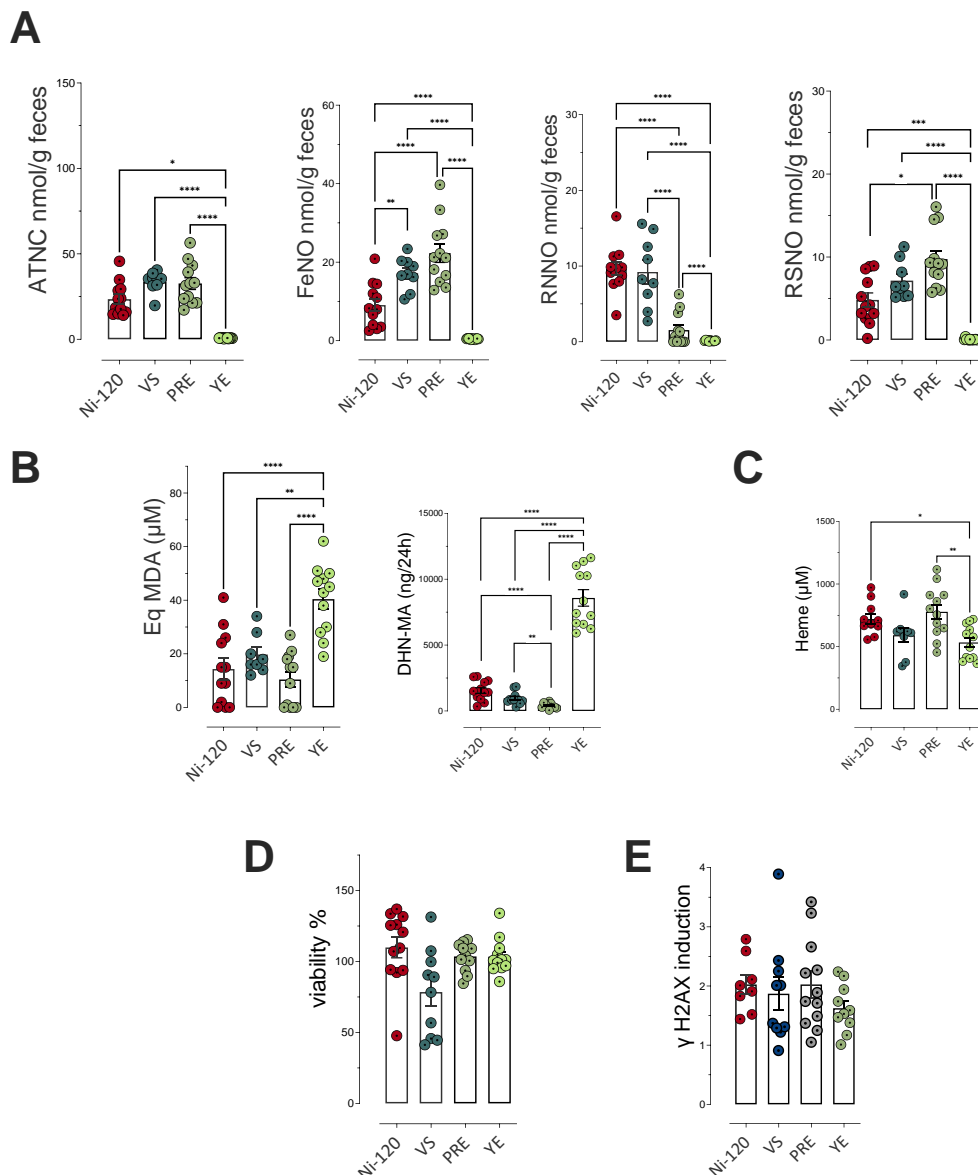 A
ATNC nmol/g feces
150
100
50
0
*
****
****
Ni-120
VS
PRE
YE
FeNO nmol/g feces
60
40
20
0
****
****
****
****
**
Ni-120
VS
PRE
YE
RNNO nmol/g feces
30
20
10
0
****
****
****
****
****
Ni-120
VS
PRE
YE
RSNO nmol/g feces
30
20
10
0
***
****
*
****
Ni-120
VS
PRE
YE
B
Eq MDA (µM)
80
60
40
20
0
****
**
****
Ni-120
VS
PRE
YE
DHN-MA (ng/24h)
15000
10000
5000
0
****
****
****
****
**
Ni-120
VS
PRE
YE
C
Heme (µM)
1500
1000
500
0
*
**
Ni-120
VS
PRE
YE
D
viability %
150
100
50
0
Ni-120
VS
PRE
YE
E
γ H2AX induction
4
3
2
1
0
Ni-120
VS
PRE
YE